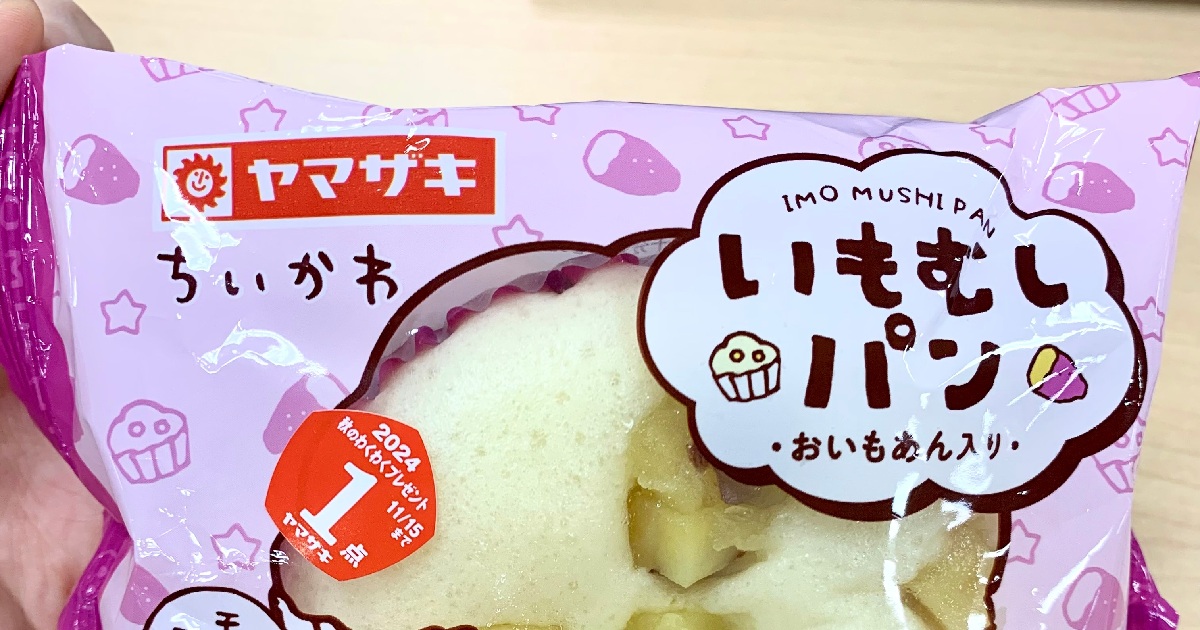 ヤマザキ
ちいかわ
IMO MUSHI PAN
いもむし
パン
・おいもあん入り・
2024
秋のわくわくプレゼント
1点
11/15
まで
ヤマザキ
モ